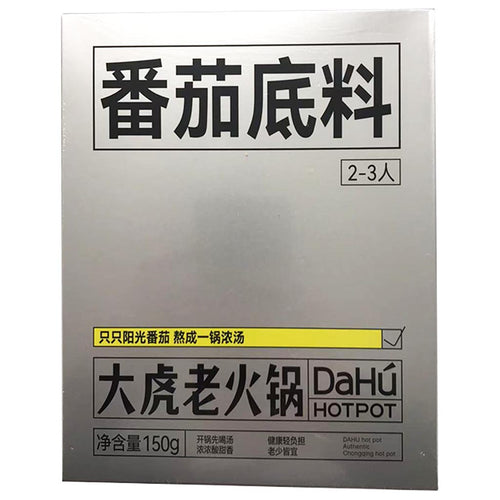 番茄底料
2-3人
只只阳光番茄 熬成一锅浓汤
大虎老火锅
DaHú
HOTPOT
净含量150g
开锅先喝汤
浓浓酸甜香
健康轻负担
老少皆宜
DAHU hot pot
Authentic
Chongqing hot pot